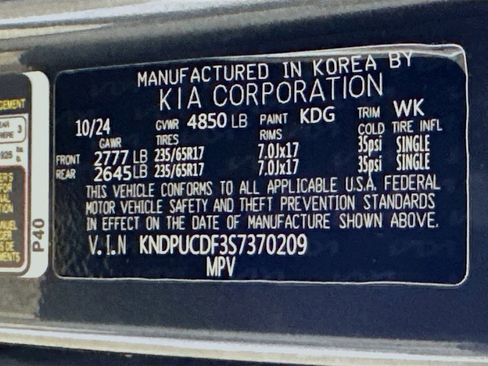 MANUFACTURED IN KOREA BY
KIA CORPORATION
10/24 GVWR 4850 LB PAINT KDG TRIM WK
GAWR TIRES RIMS COLD TIRE INFL
FRONT 2777 LB 235/65R17 7.0Jx17 35psi SINGLE
REAR 2645 LB 235/65R17 7.0Jx17 35psi SINGLE
THIS VEHICLE CONFORMS TO ALL APPLICABLE U.S.A. FEDERAL
MOTOR VEHICLE SAFETY AND THEFT PREVENTION STANDARDS
IN EFFECT ON THE DATE OF MANUFACTURE SHOWN ABOVE.
V.I.N KNDPUCDF3S7370209
MPV
P40